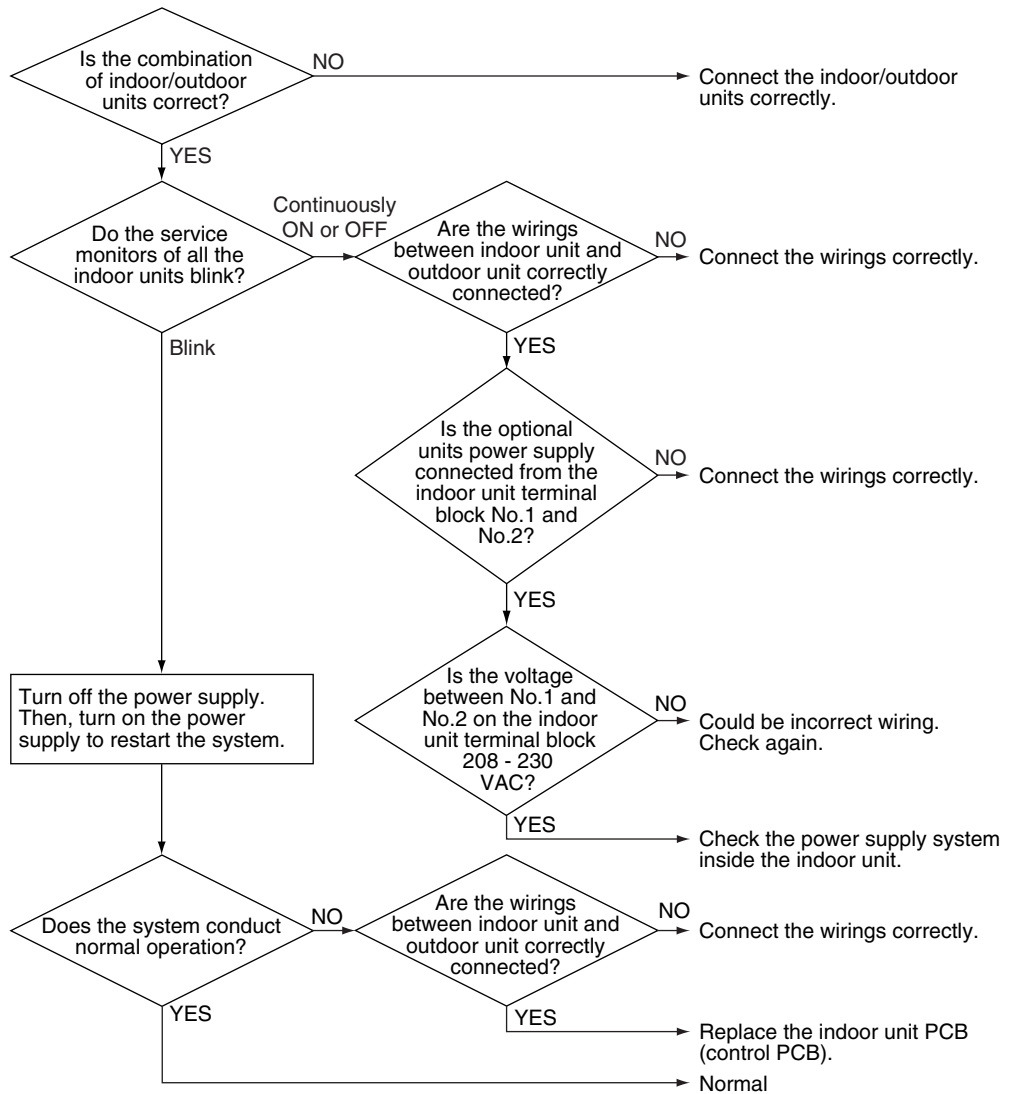 Is the combination
of indoor/outdoor
units correct?
NO
Connect the indoor/outdoor
units correctly.
YES
Do the service
monitors of all the
indoor units blink?
Continuously
ON or OFF
Are the wirings
between indoor unit and
outdoor unit correctly
connected?
NO
Connect the wirings correctly.
Blink
YES
Is the optional
units power supply
connected from the
indoor unit terminal
block No.1 and
No.2?
NO
Connect the wirings correctly.
YES
Is the voltage
between No.1 and
No.2 on the indoor
unit terminal block
208 - 230
VAC?
NO
Could be incorrect wiring.
Check again.
YES
Check the power supply system
inside the indoor unit.
Turn off the power supply.
Then, turn on the power
supply to restart the system.
Does the system conduct
normal operation?
NO
Are the wirings
between indoor unit and
outdoor unit correctly
connected?
NO
Connect the wirings correctly.
YES
Replace the indoor unit PCB
(control PCB).
YES
Normal